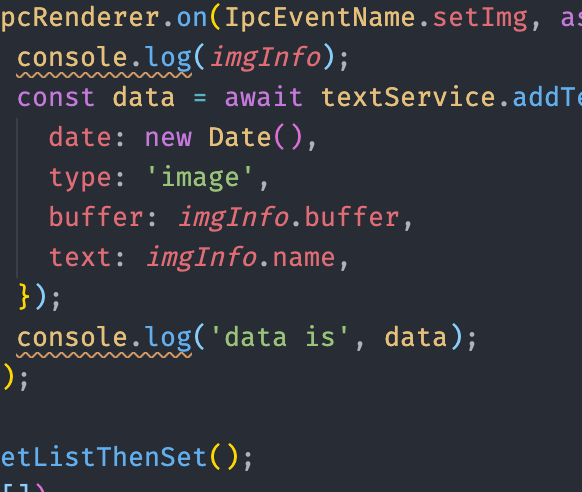 pcRenderer.on(IpcEventName.setImg, as
console.log(imgInfo);
const data = await textService.addTe
date: new Date(),
type: 'image',
buffer: imgInfo.buffer,
text: imgInfo.name,
});
console.log('data is', data);
);
etListThenSet();
[])